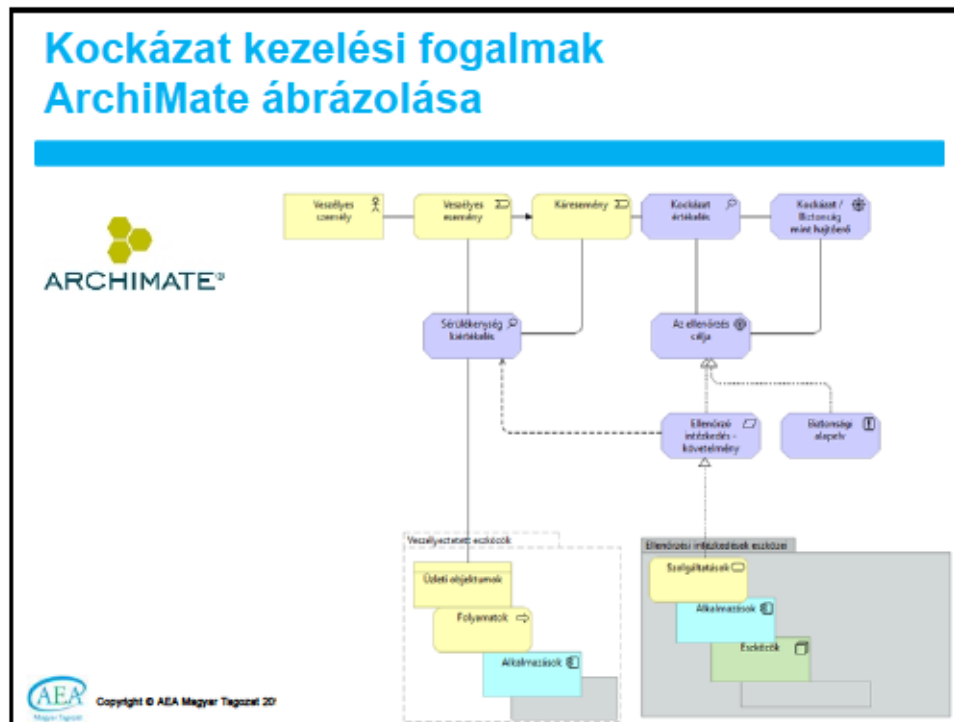 Kockázat kezelési fogalmak
ArchiMate ábrázolása
ARCHIMATE®
Veszélyes
személy
Veszélyes
esemény
Káresemény
Kockázat
értékelés
Kockázat /
Biztonság
mint hajtóerő
Sérülékenység
kiértékelés
Az ellenőrzés
célja
Ellenőrző
intézkedés -
követelmény
Biztonsági
alapelv
Veszélyeztetett eszközök
Üzleti objektumok
Folyamatok
Alkalmazások
Ellenőrzési intézkedések eszközei
Szolgáltatások
Alkalmazások
Eszközök
AEA
Magyar Tagozat
Copyright © AEA Magyar Tagozat 20